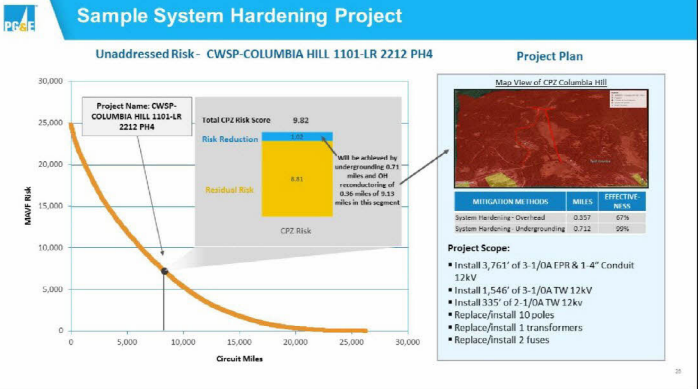 PG&E
Sample System Hardening Project
Unaddressed Risk - CWSP-COLUMBIA HILL 1101-LR 2212 PH4
30,000
25,000
20,000
15,000
10,000
5,000
0
MAVF Risk
0
5,000
10,000
15,000
20,000
25,000
30,000
Circuit Miles
Project Name: CWSP-
COLUMBIA HILL 1101-LR
2212 PH4
Total CPZ Risk Score 9.82
Risk Reduction
1.02
Residual Risk
8.81
CPZ Risk
Will be achieved by
undergrounding 0.71
miles and OH
reconductoring of
0.36 miles of 9.13
miles in this segment
Project Plan
Map View of CPZ Columbia Hill
MITIGATION METHODS MILES EFFECTIVE-
NESS
System Hardening - Overhead 0.357 67%
System Hardening - Undergrounding 0.712 99%
Project Scope:
▪ Install 3,761' of 3-1/0A EPR & 1-4" Conduit
12kV
▪ Install 1,546' of 3-1/0A TW 12kV
▪ Install 335' of 2-1/0A TW 12kv
▪ Replace/install 10 poles
▪ Replace/install 1 transformers
▪ Replace/install 2 fuses